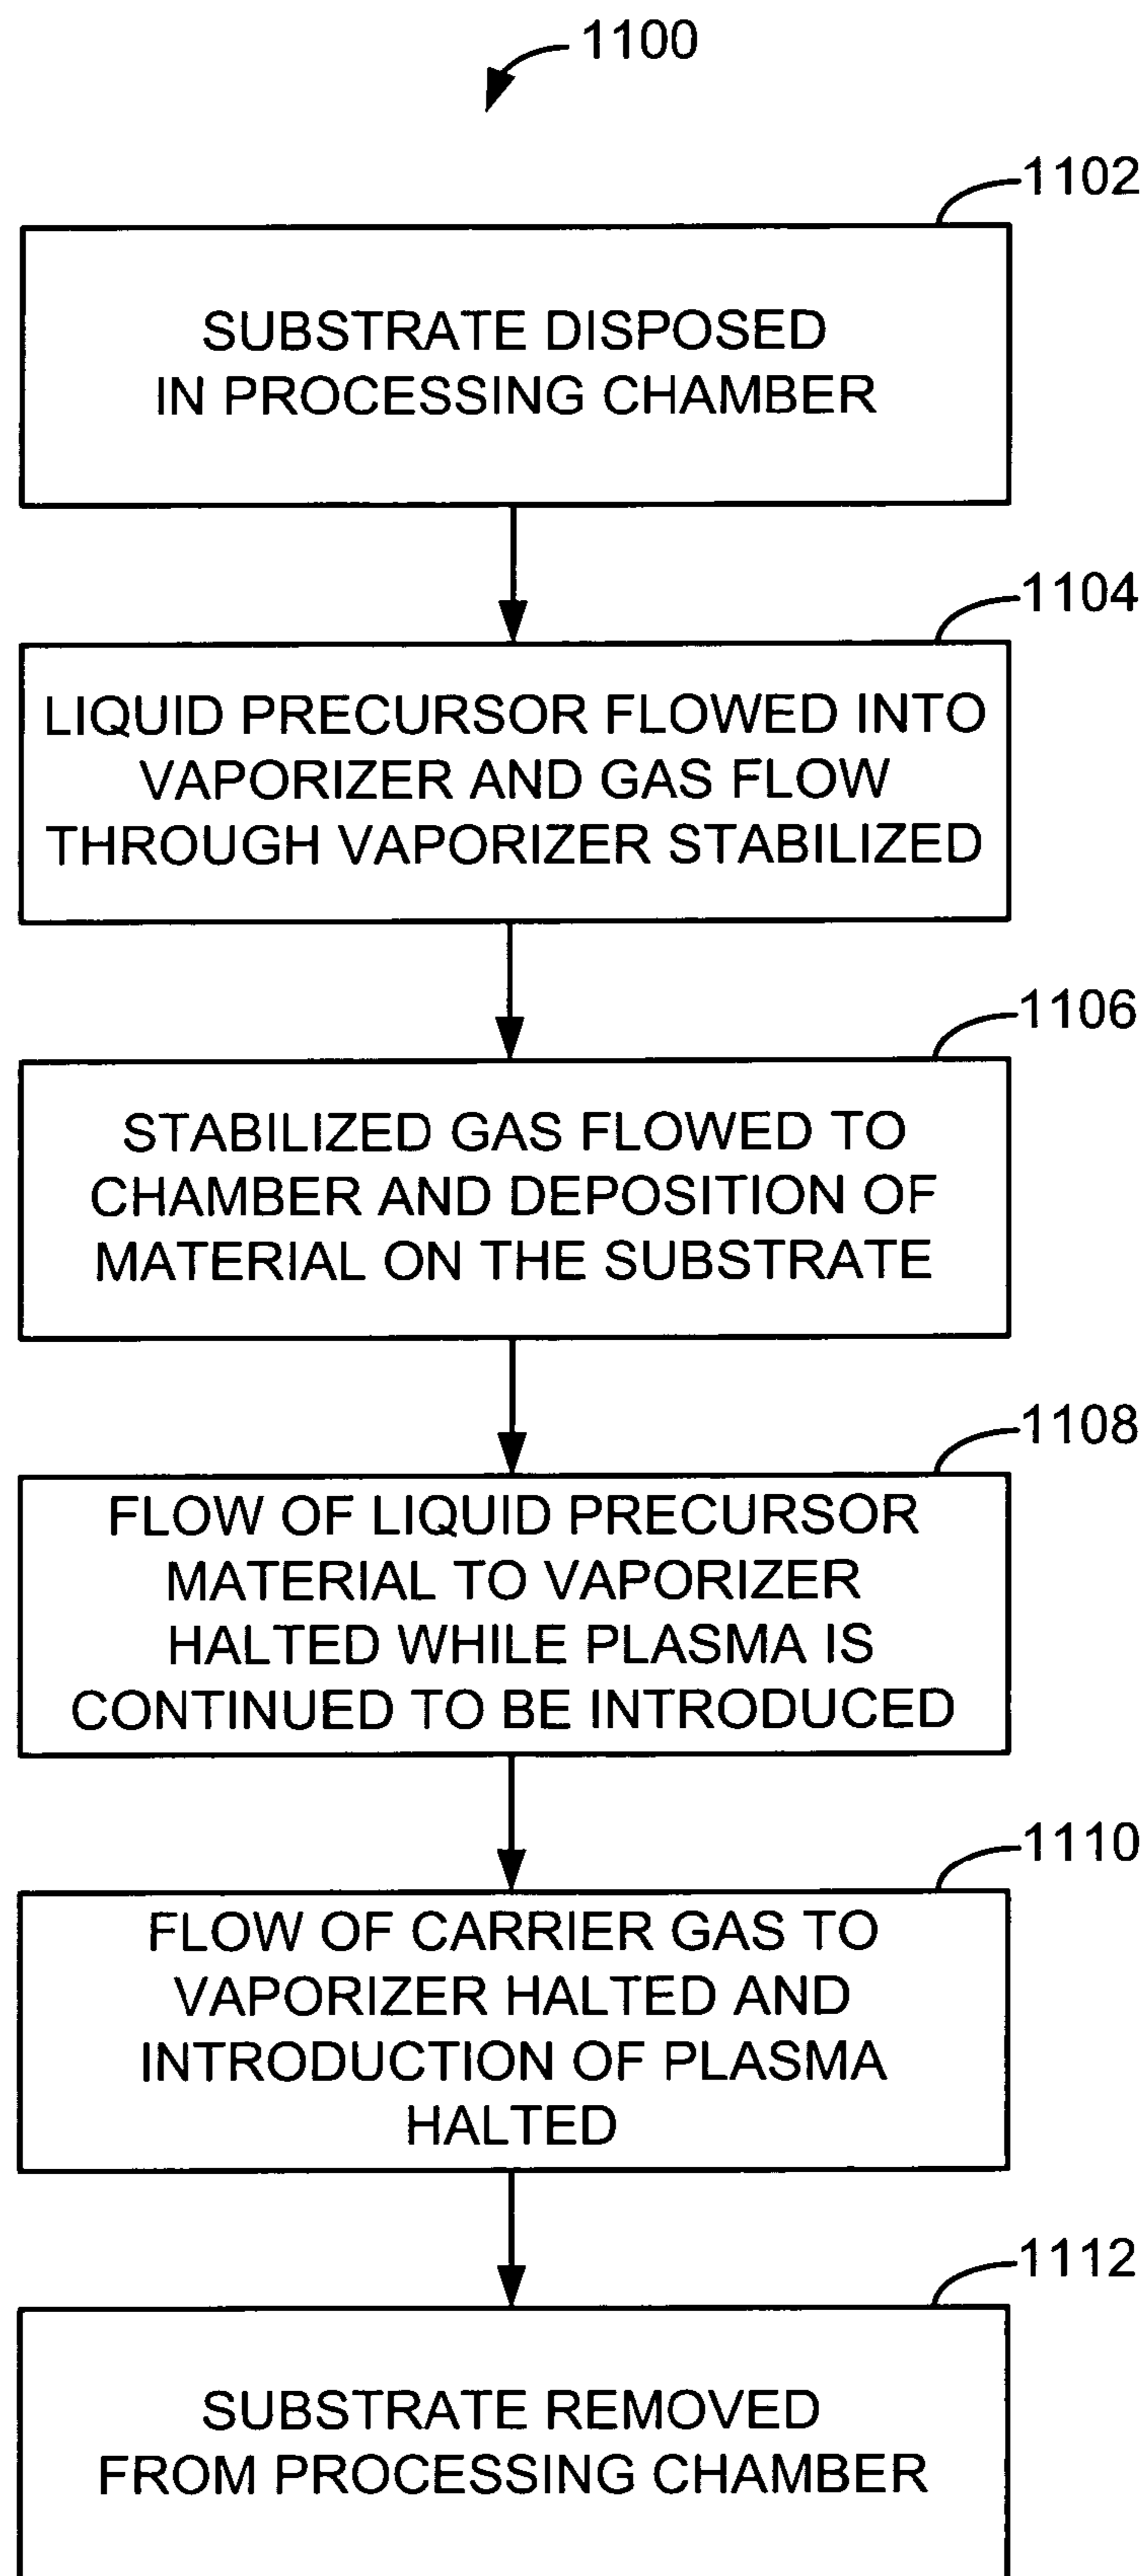 1100
1102
SUBSTRATE DISPOSED
IN PROCESSING CHAMBER
1104
LIQUID PRECURSOR FLOWED INTO
VAPORIZER AND GAS FLOW
THROUGH VAPORIZER STABILIZED
1106
STABILIZED GAS FLOWED TO
CHAMBER AND DEPOSITION OF
MATERIAL ON THE SUBSTRATE
1108
FLOW OF LIQUID PRECURSOR
MATERIAL TO VAPORIZER
HALTED WHILE PLASMA IS
CONTINUED TO BE INTRODUCED
1110
FLOW OF CARRIER GAS TO
VAPORIZER HALTED AND
INTRODUCTION OF PLASMA
HALTED
1112
SUBSTRATE REMOVED
FROM PROCESSING CHAMBER